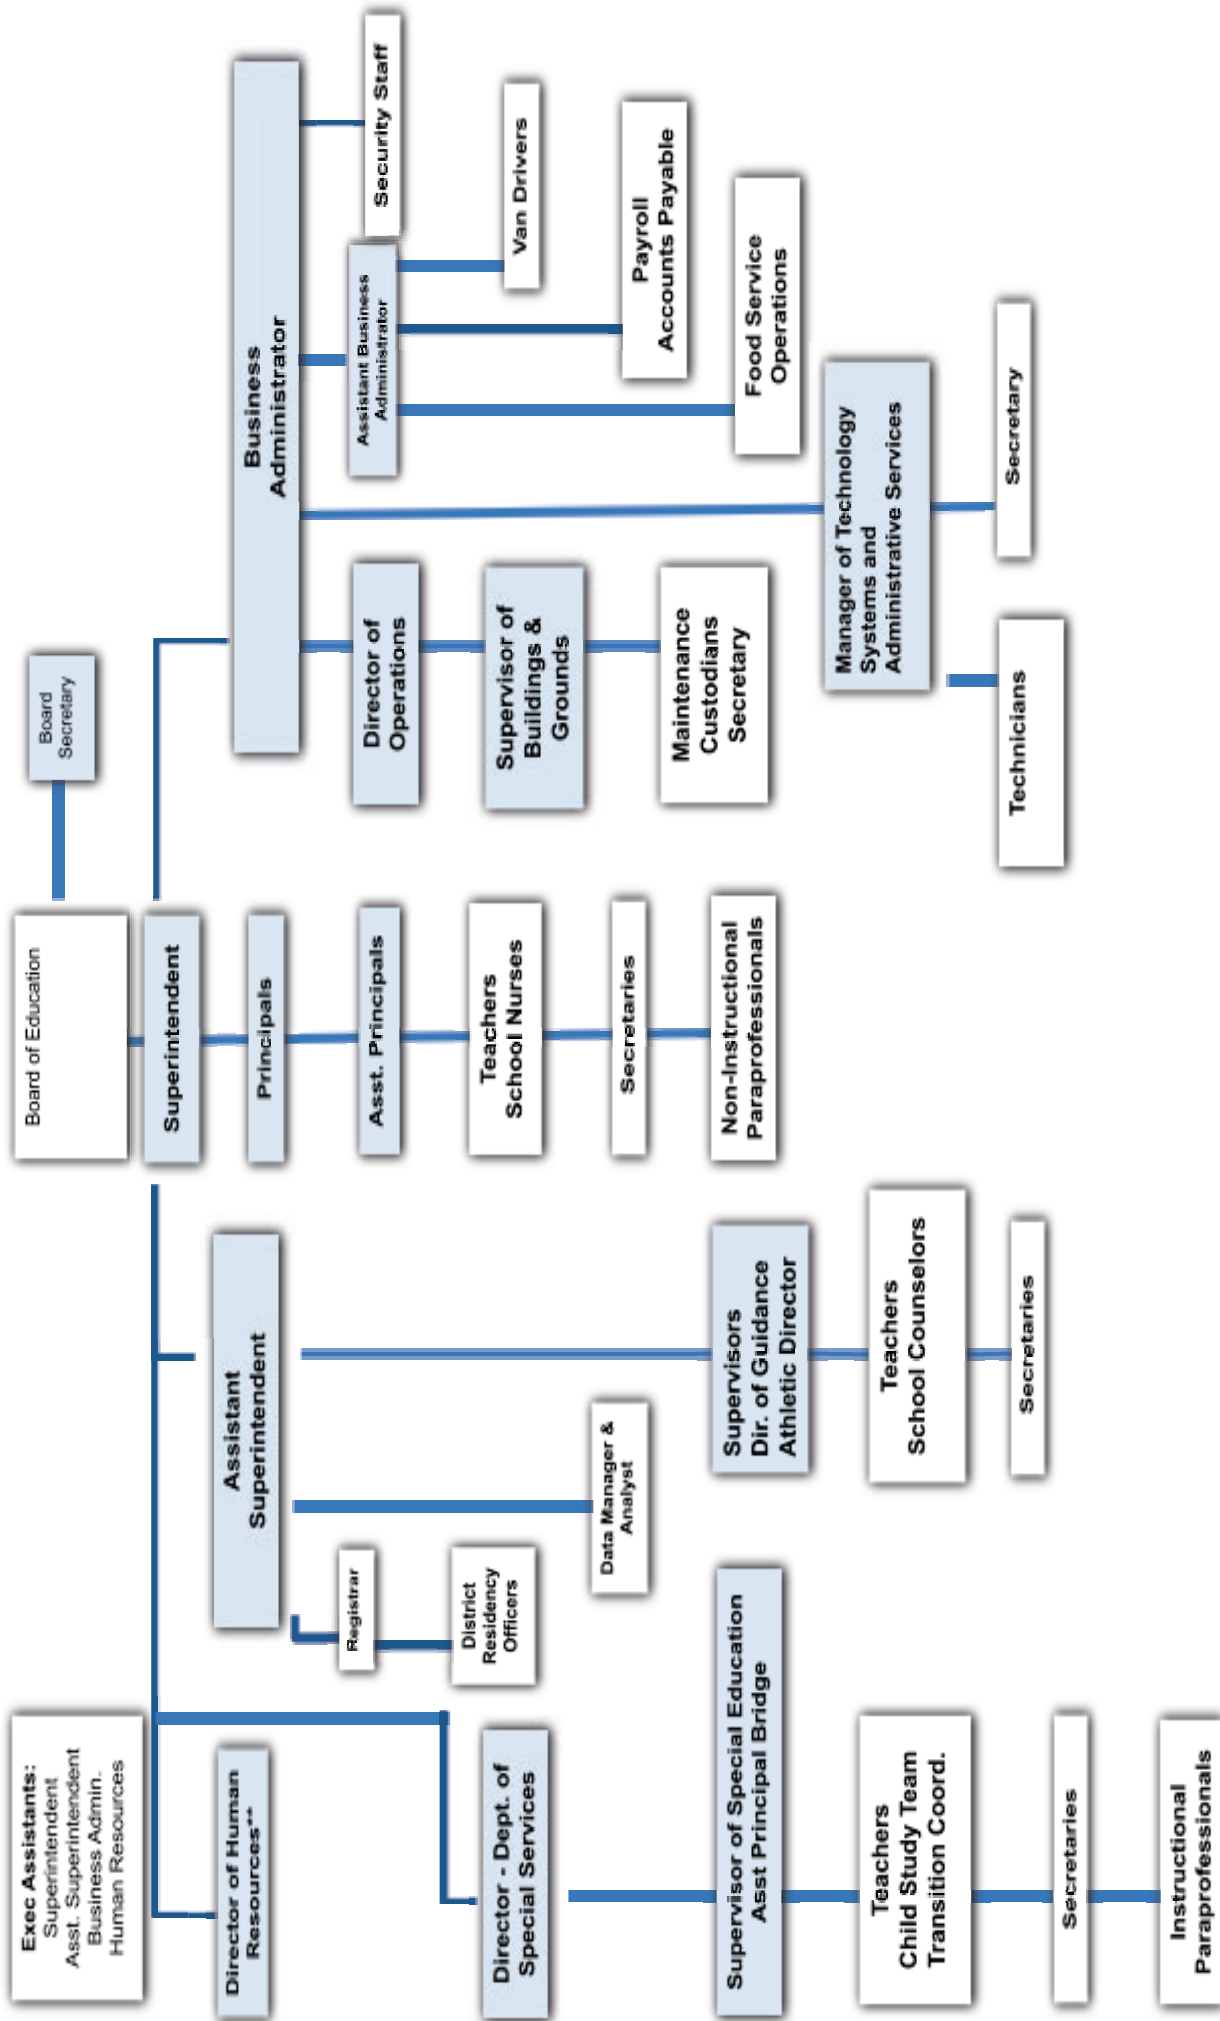 Exec Assistants:
Superintendent
Asst. Superintendent
Business Admin.
Human Resources
Board of Education
Board
Secretary
Superintendent
Director of Human
Resources**
Assistant
Superintendent
Principals
Business
Administrator
Registrar
Asst. Principals
Director of
Operations
Assistant Business
Administrator
Security Staff
District
Residency
Officers
Director - Dept. of
Special Services
Teachers
School Nurses
Supervisor of
Buildings &
Grounds
Van Drivers
Data Manager &
Analyst
Secretaries
Payroll
Accounts Payable
Maintenance
Custodians
Secretary
Supervisor of Special Education
Asst Principal Bridge
Supervisors
Dir. of Guidance
Athletic Director
Non-Instructional
Paraprofessionals
Food Service
Operations
Manager of Technology
Systems and
Administrative Services
Teachers
Child Study Team
Transition Coord.
Teachers
School Counselors
Secretaries
Secretaries
Technicians
Secretary
Instructional
Paraprofessionals